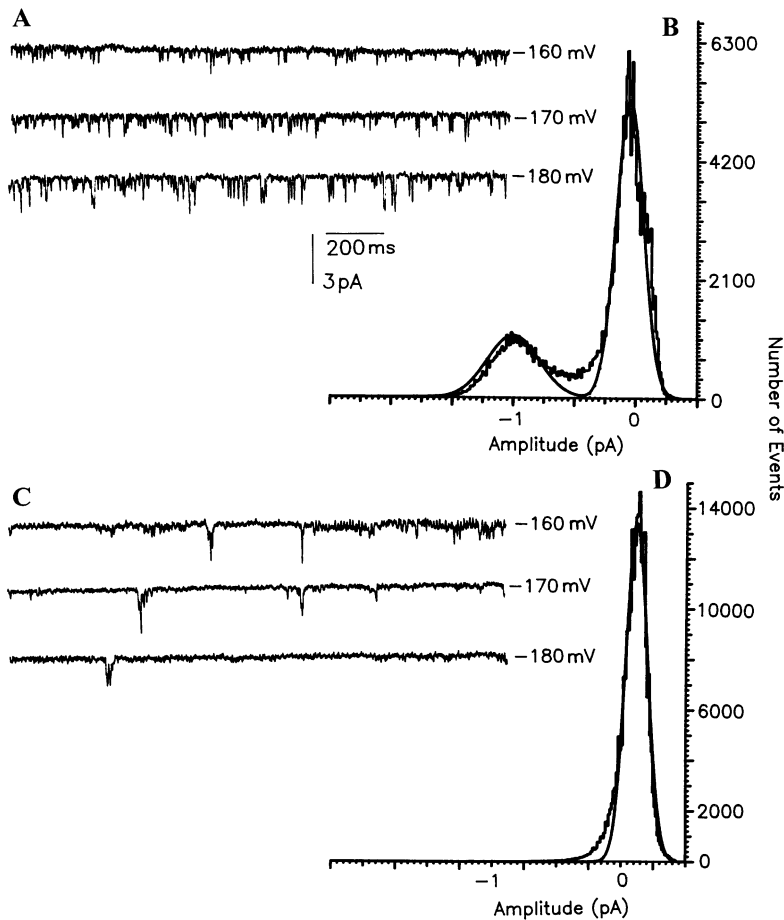 A
B
−160 mV
−170 mV
−180 mV
200 ms
3 pA
6300
4200
2100
0
−1
0
Amplitude (pA)
Number of Events
C
D
−160 mV
−170 mV
−180 mV
14000
10000
6000
2000
0
−1
0
Amplitude (pA)